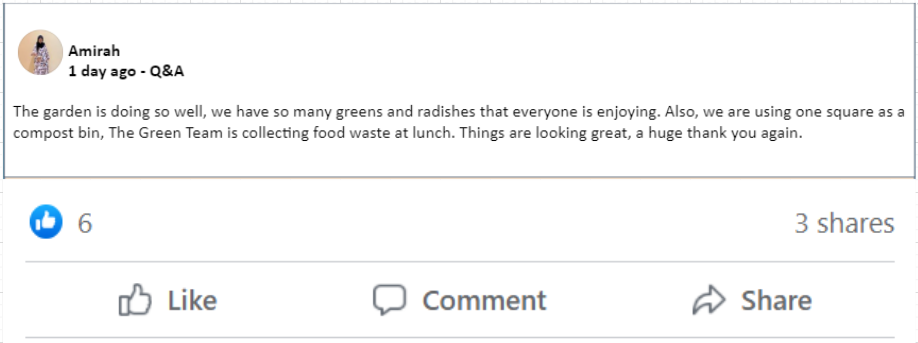 Amirah
1 day ago - Q&A
The garden is doing so well, we have so many greens and radishes that everyone is enjoying. Also, we are using one square as a
compost bin, The Green Team is collecting food waste at lunch. Things are looking great, a huge thank you again.
6 3 shares
Like Comment Share